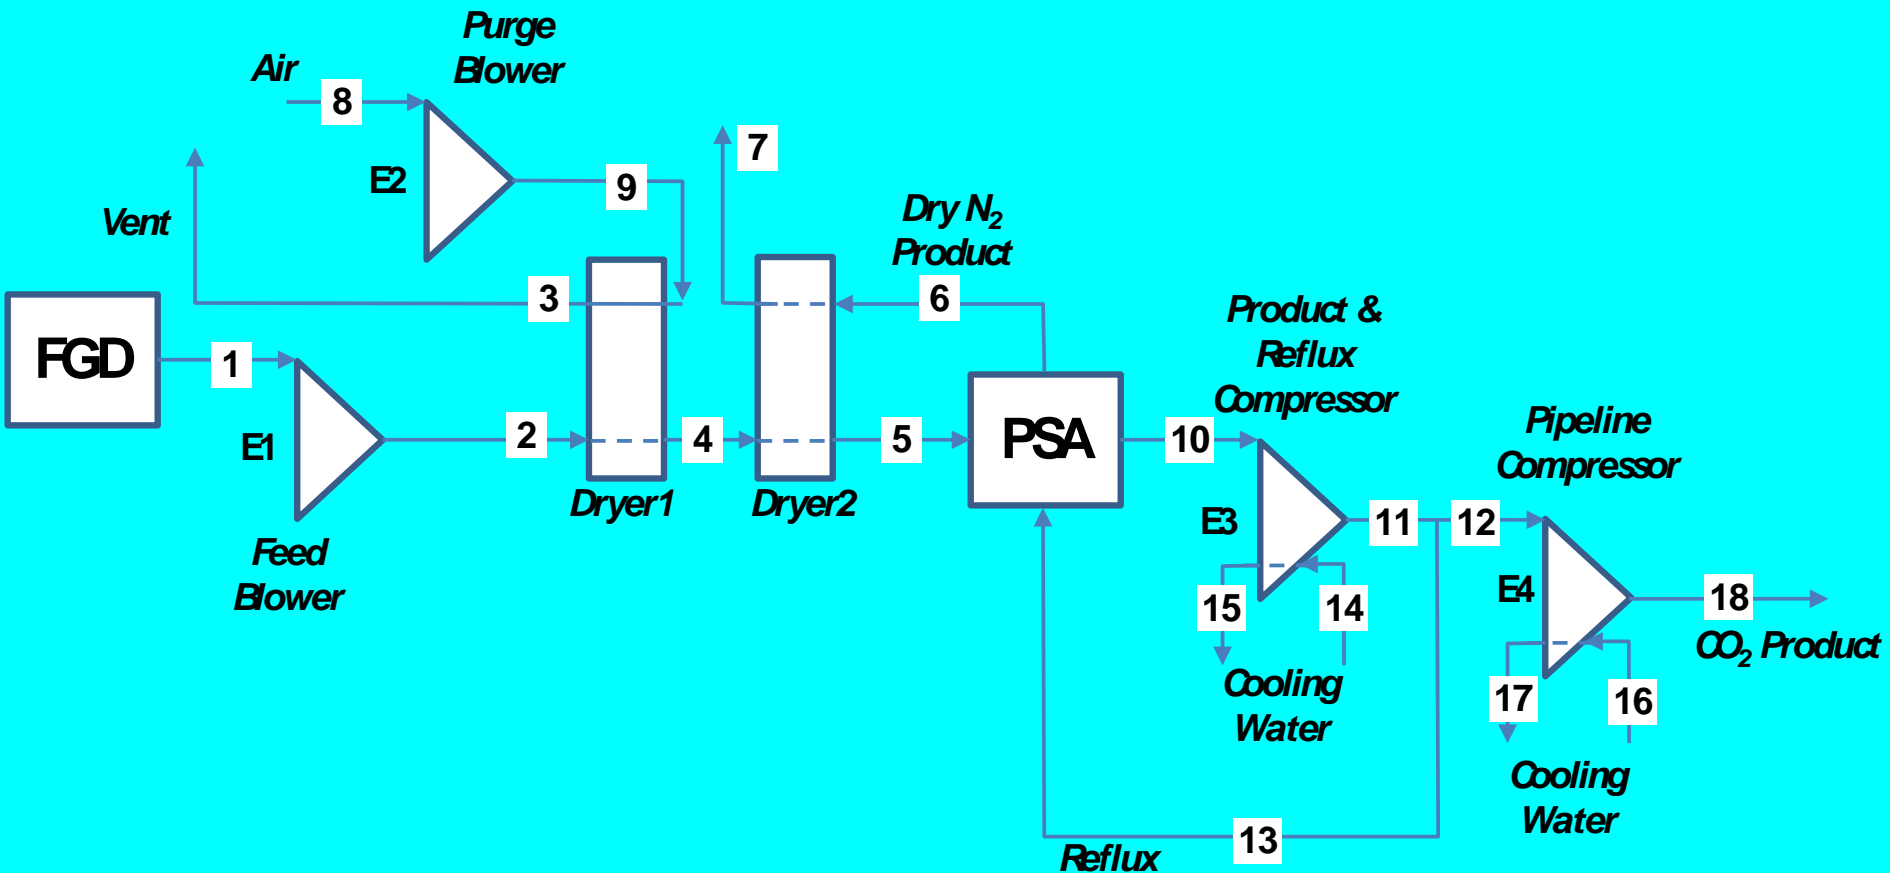 Purge
Blower
Air
8
7
E2
9
Vent
Dry N₂
Product
3
6
Product &
Reflux
Compressor
FGD
1
Pipeline
Compressor
E1
2
4
5
PSA
10
Dryer1
Dryer2
E3
11
12
Feed
Blower
15
14
E4
18
CO₂ Product
Cooling
Water
17
16
Cooling
Water
13
Reflux